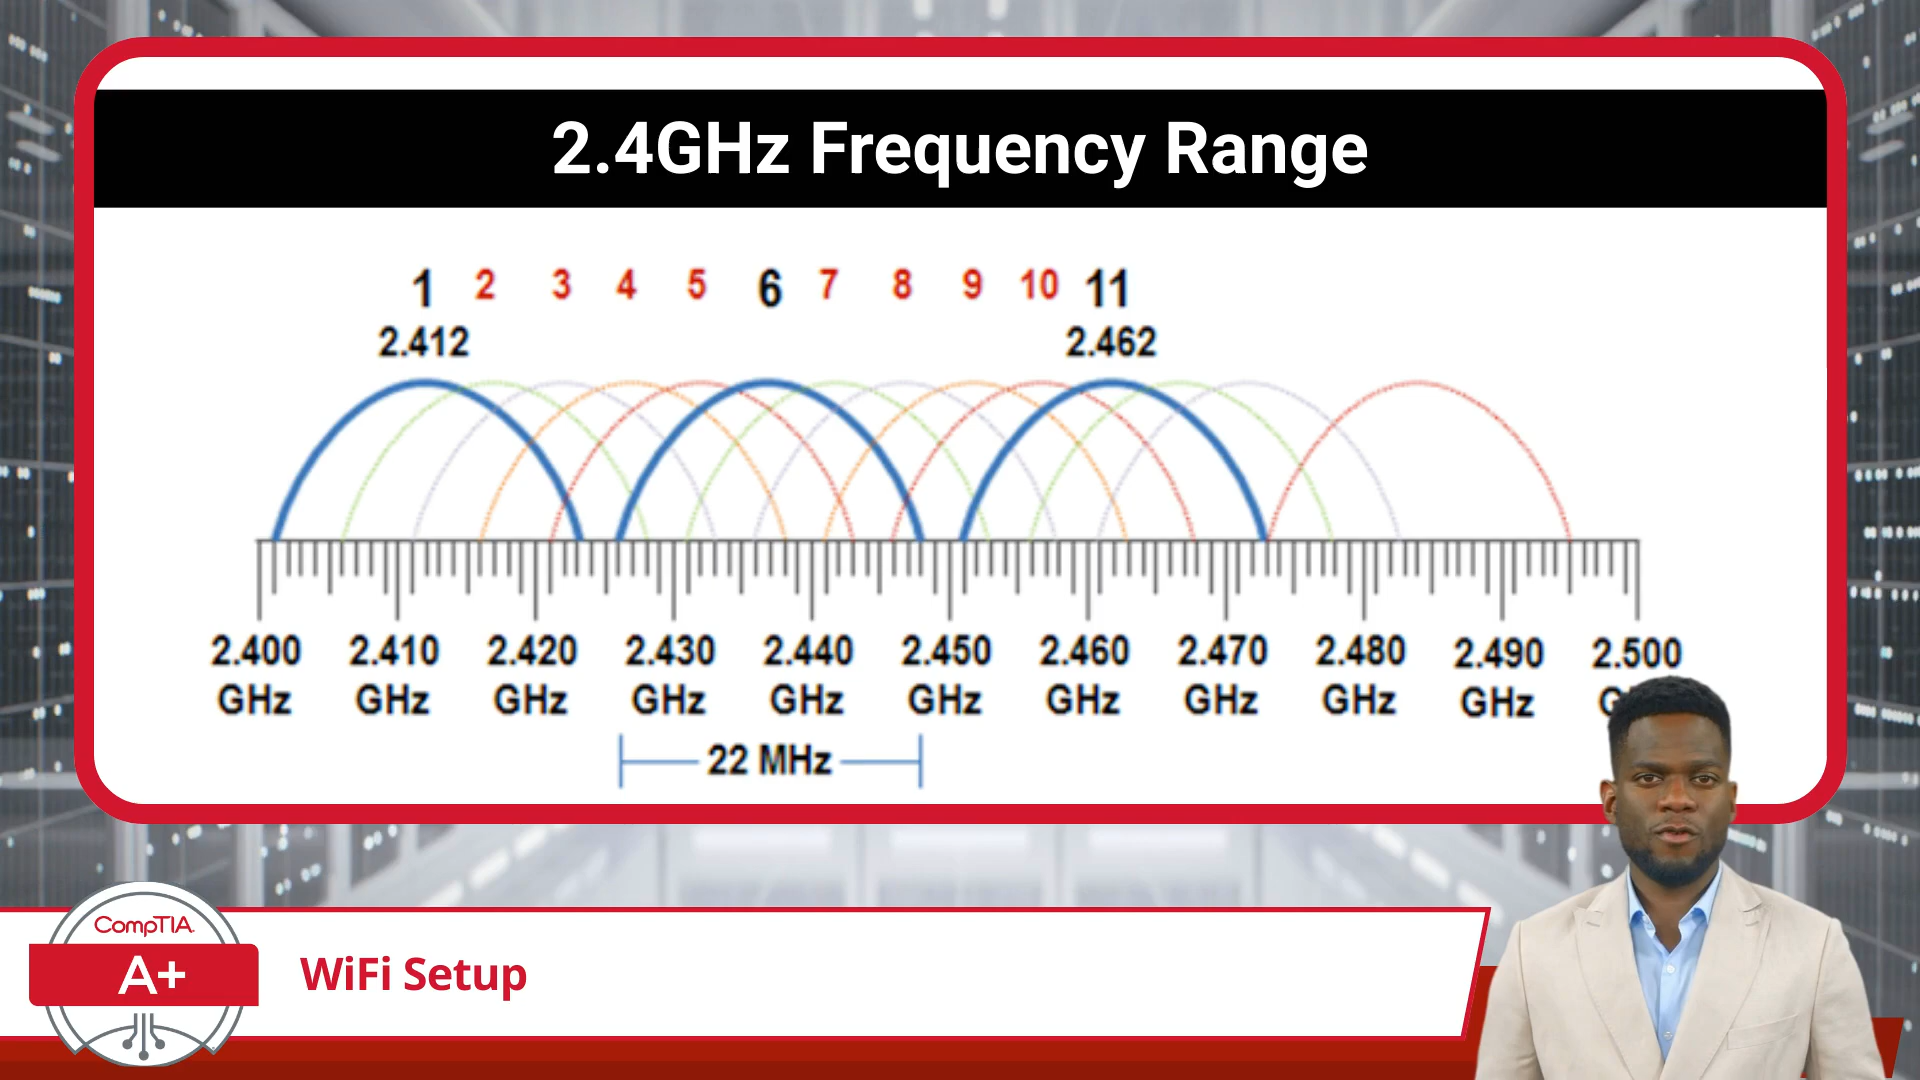 2.4GHz Frequency Range
1 2 3 4 5 6 7 8 9 10 11
2.412 2.462
2.400 2.410 2.420 2.430 2.440 2.450 2.460 2.470 2.480 2.490 2.500
GHz GHz GHz GHz GHz GHz GHz GHz GHz GHz
22 MHz
CompTIA.
A+
WiFi Setup